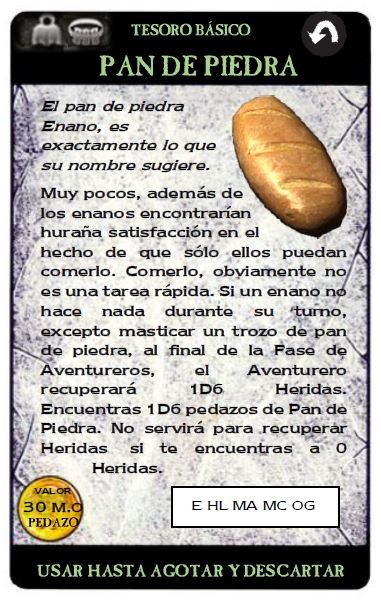 TESORO BÁSICO
PAN DE PIEDRA
El pan de piedra
Enano, es
exactamente lo que
su nombre sugiere.
Muy pocos, además de
los enanos encontrarían
huraña satisfacción en el
hecho de que sólo ellos puedan
comerlo. Comerlo, obviamente no
es una tarea rápida. Si un enano no
hace nada durante su turno,
excepto masticar un trozo de pan
de piedra, al final de la Fase de
Aventureros, el Aventurero
recuperará 1D6 Heridas.
Encuentras 1D6 pedazos de Pan de
Piedra. No servirá para recuperar
Heridas si te encuentras a 0
Heridas.
VALOR
30 M.O
PEDAZO
E HL MA MC OG
USAR HASTA AGOTAR Y DESCARTAR